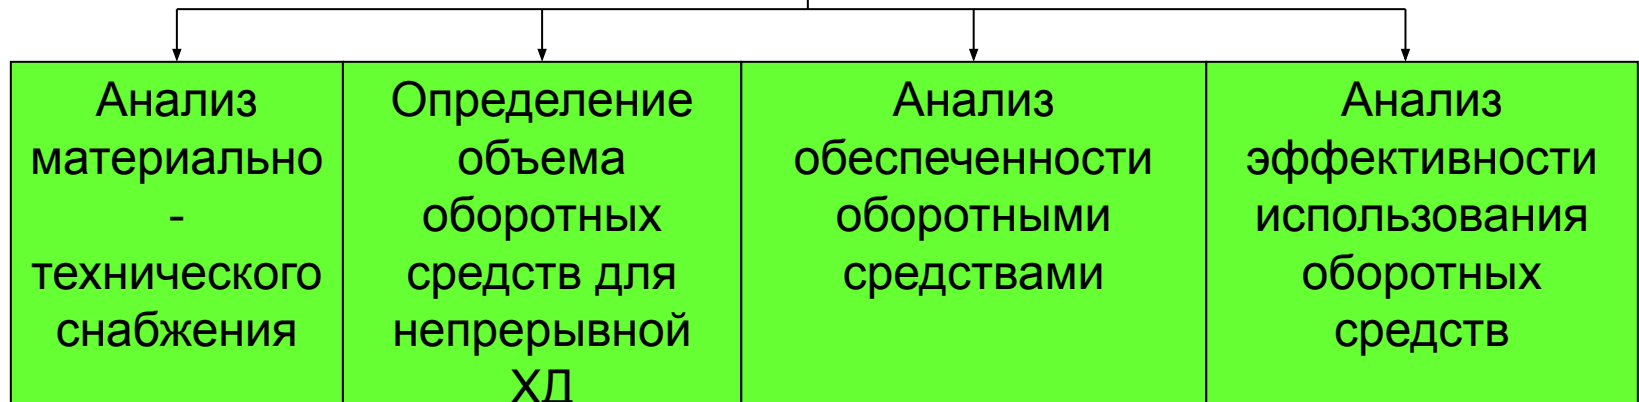 Анализ
материально
-
технического
снабжения
Определение
объема
оборотных
средств для
непрерывной
ХД
Анализ
обеспеченности
оборотными
средствами
Анализ
эффективности
использования
оборотных
средств